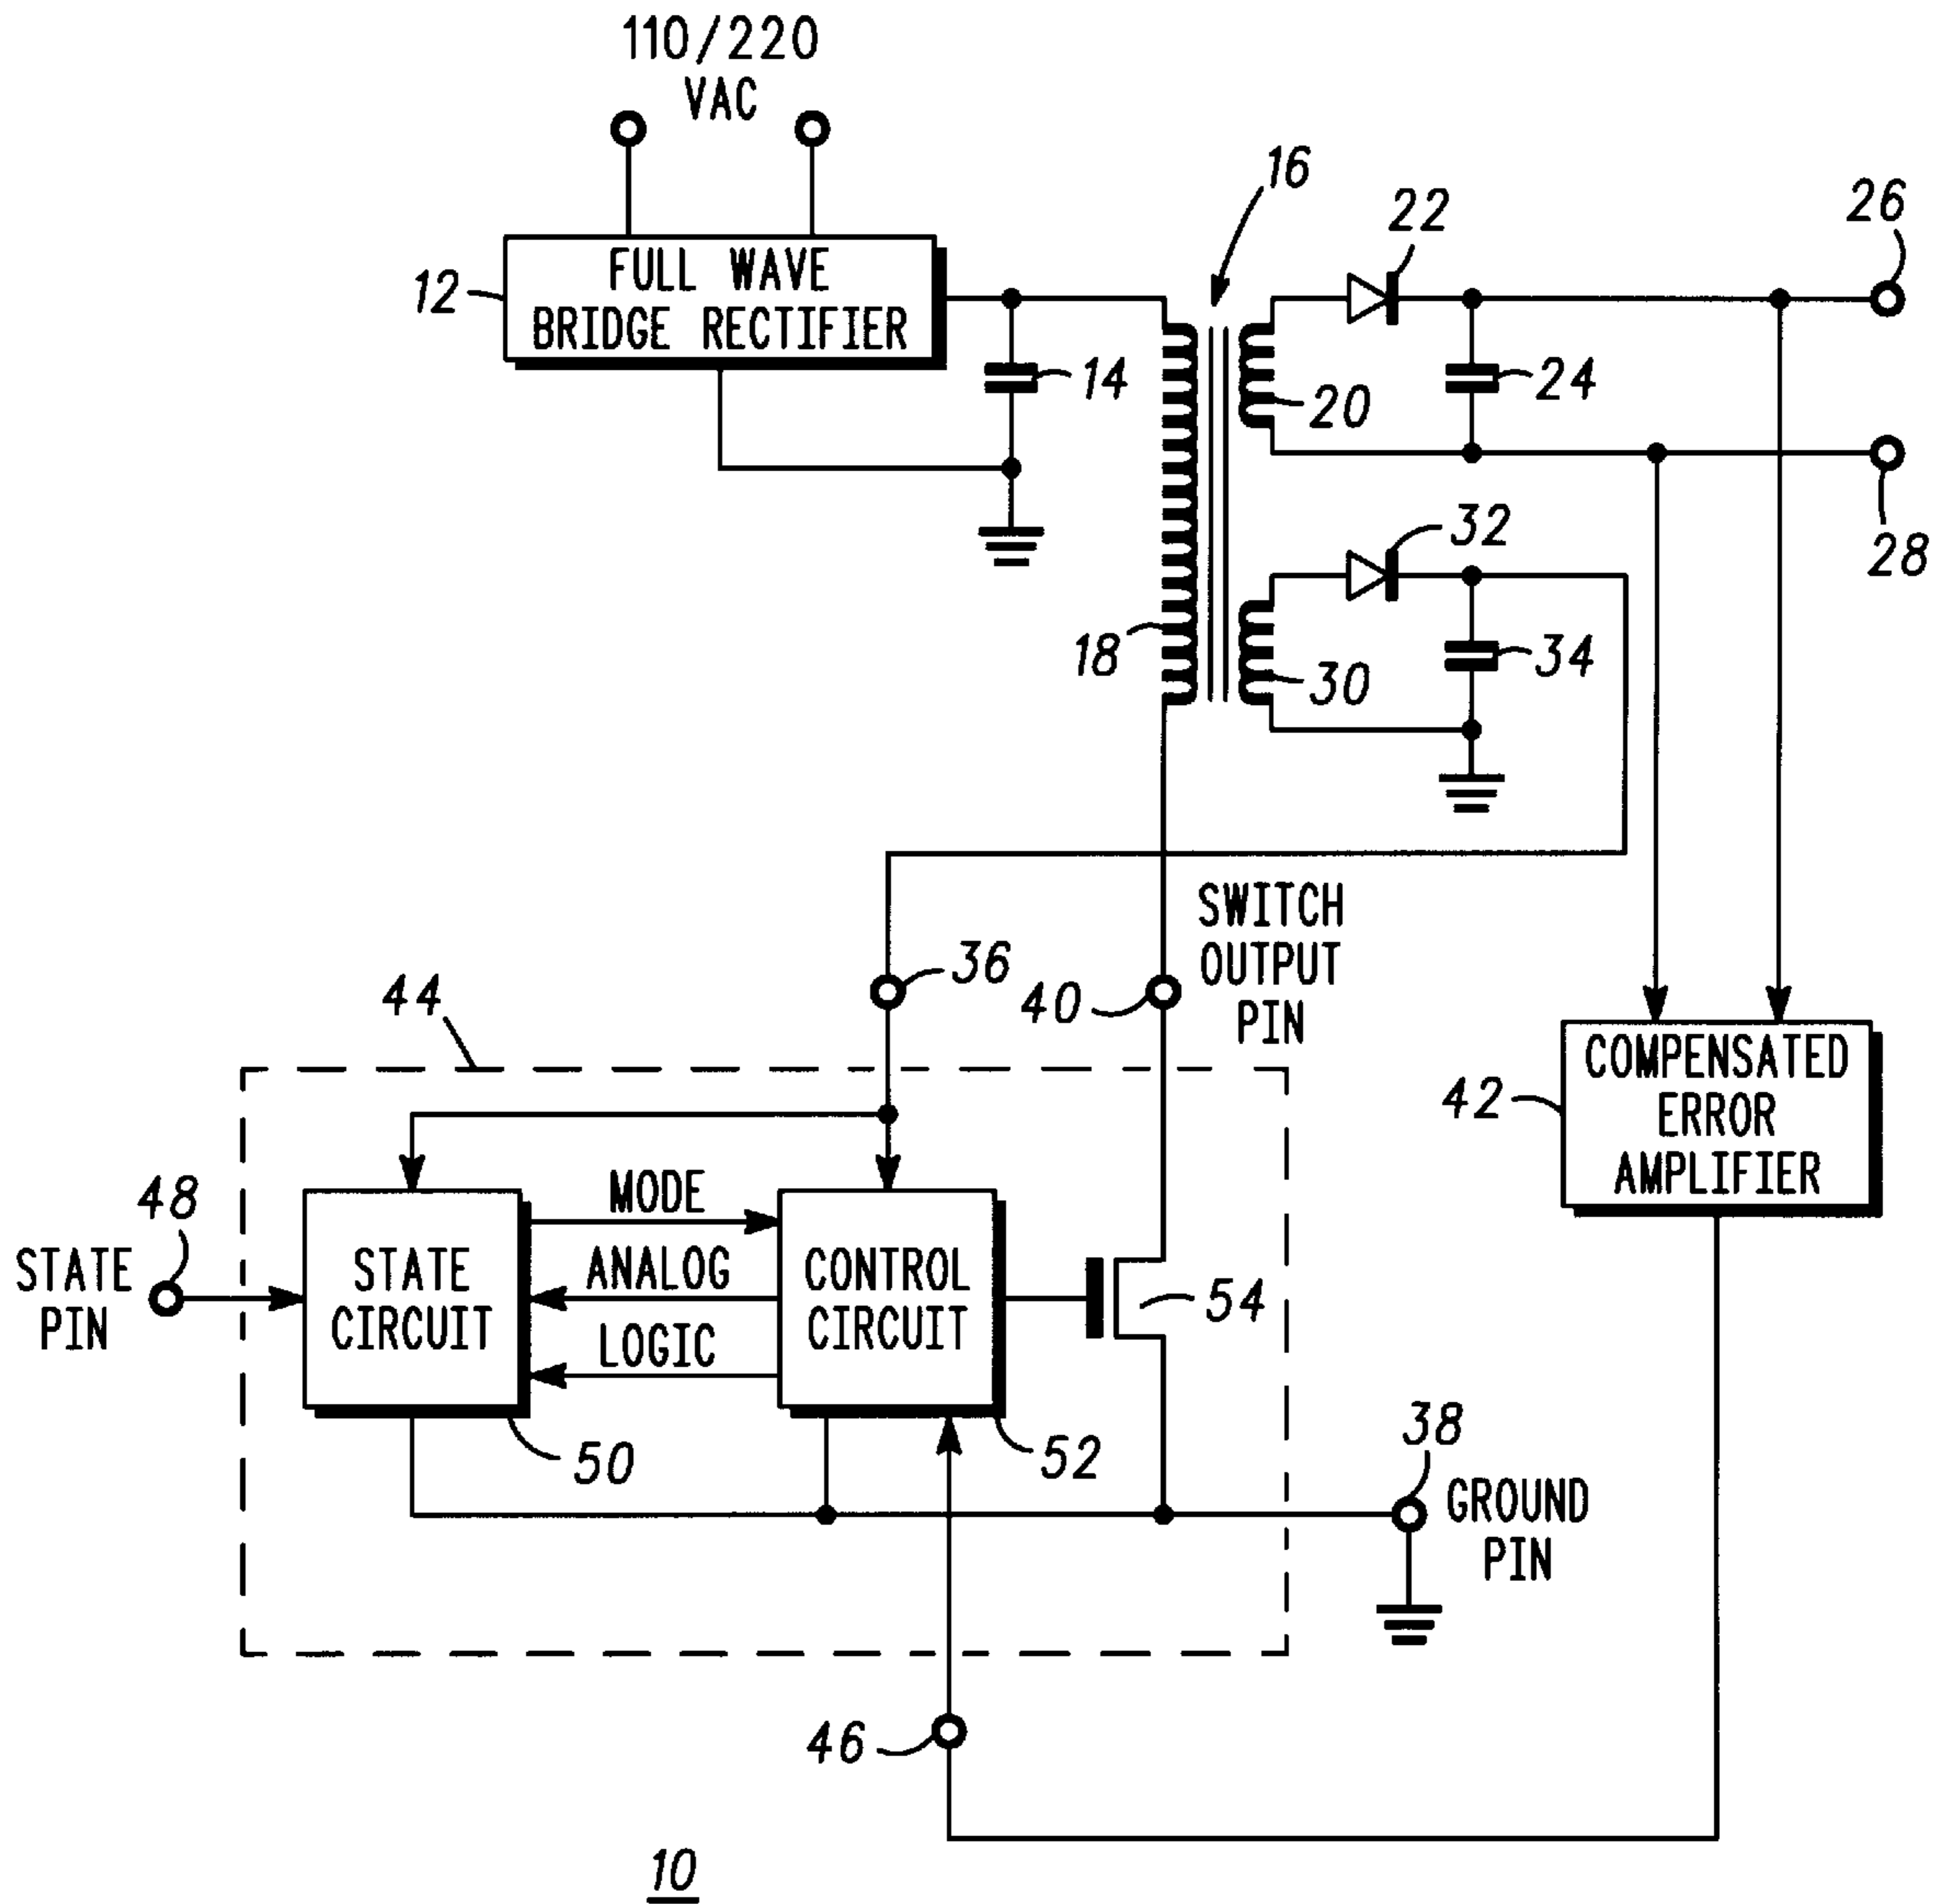 110/220
VAC
16
22
26
12
FULL WAVE
BRIDGE RECTIFIER
14
20
24
28
32
18
30
34
SWITCH
OUTPUT
PIN
36
40
44
COMPENSATED
ERROR
AMPLIFIER
42
48
STATE
PIN
STATE
CIRCUIT
MODE
ANALOG
LOGIC
CONTROL
CIRCUIT
54
50
52
38
GROUND
PIN
46
10